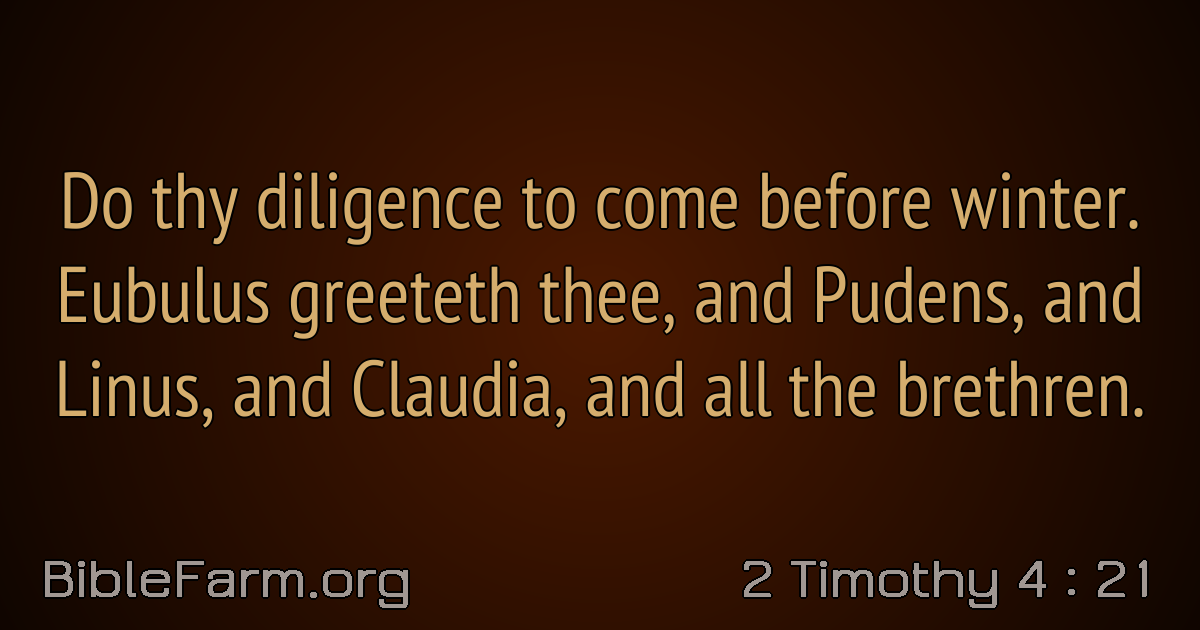 Do thy diligence to come before winter.
Eubulus greeteth thee, and Pudens, and
Linus, and Claudia, and all the brethren.
BibleFarm.org
2 Timothy 4 : 21